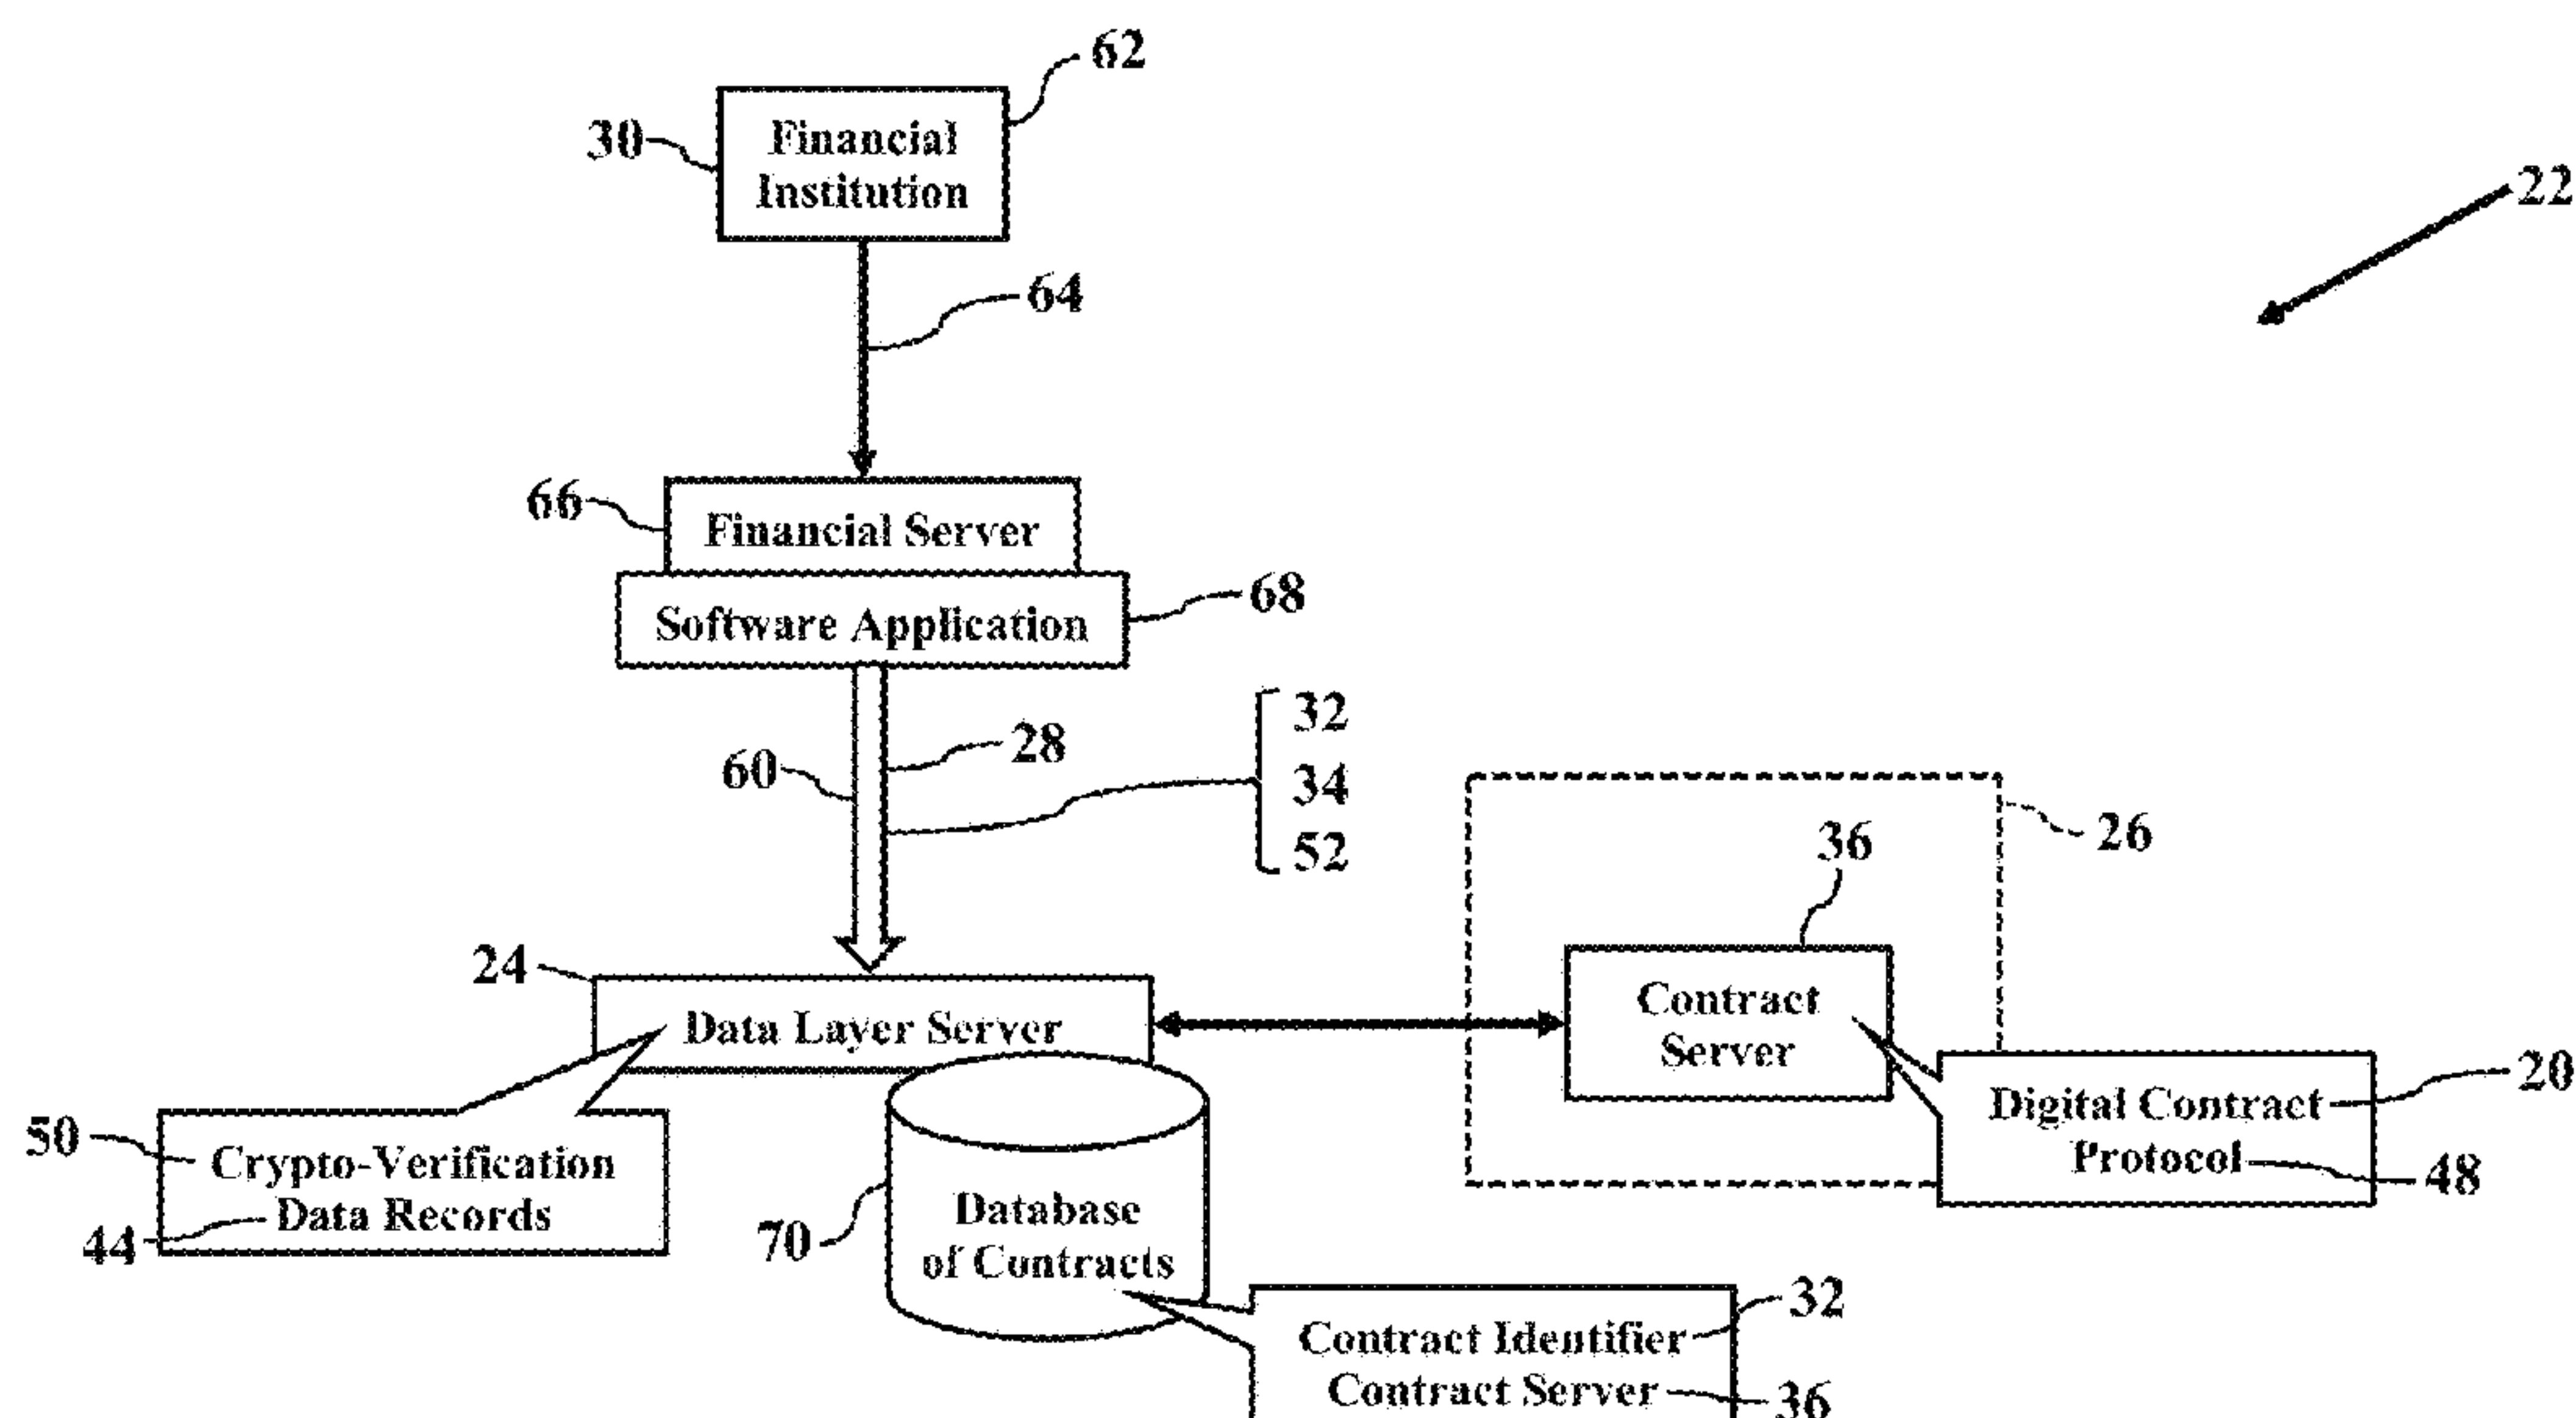 62
30
Financial
Institution
22
64
66
Financial Server
68
Software Application
32
28
34
60
52
26
36
24
Contract
Server
Data Layer Server
20
Digital Contract
Protocol
48
50
Crypto-Verification
Data Records
44
70
Database
of Contracts
32
Contract Identifier
Contract Server
36